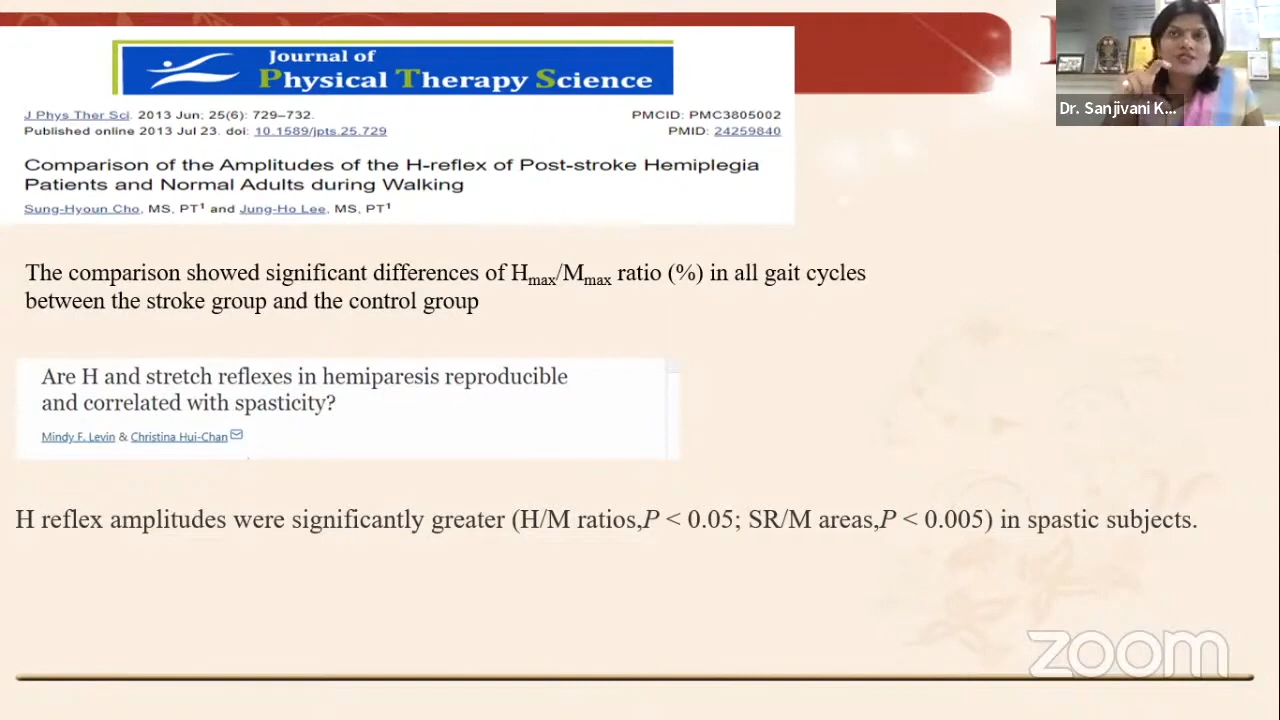 Journal of
Physical Therapy Science
J Phys Ther Sci. 2013 Jun; 25(6): 729–732.
Published online 2013 Jul 23. doi: 10.1589/jpts.25.729
PMCID: PMC3805002
PMID: 24259840
Comparison of the Amplitudes of the H-reflex of Post-stroke Hemiplegia
Patients and Normal Adults during Walking
Sung-Hyoun Cho, MS, PT¹ and Jung-Ho Lee, MS, PT¹
Dr. Sanjivani K...
The comparison showed significant differences of Hmax/Mmax ratio (%) in all gait cycles
between the stroke group and the control group
Are H and stretch reflexes in hemiparesis reproducible
and correlated with spasticity?
Mindy F. Levin & Christina Hui-Chan
H reflex amplitudes were significantly greater (H/M ratios,P < 0.05; SR/M areas,P < 0.005) in spastic subjects.
zoom